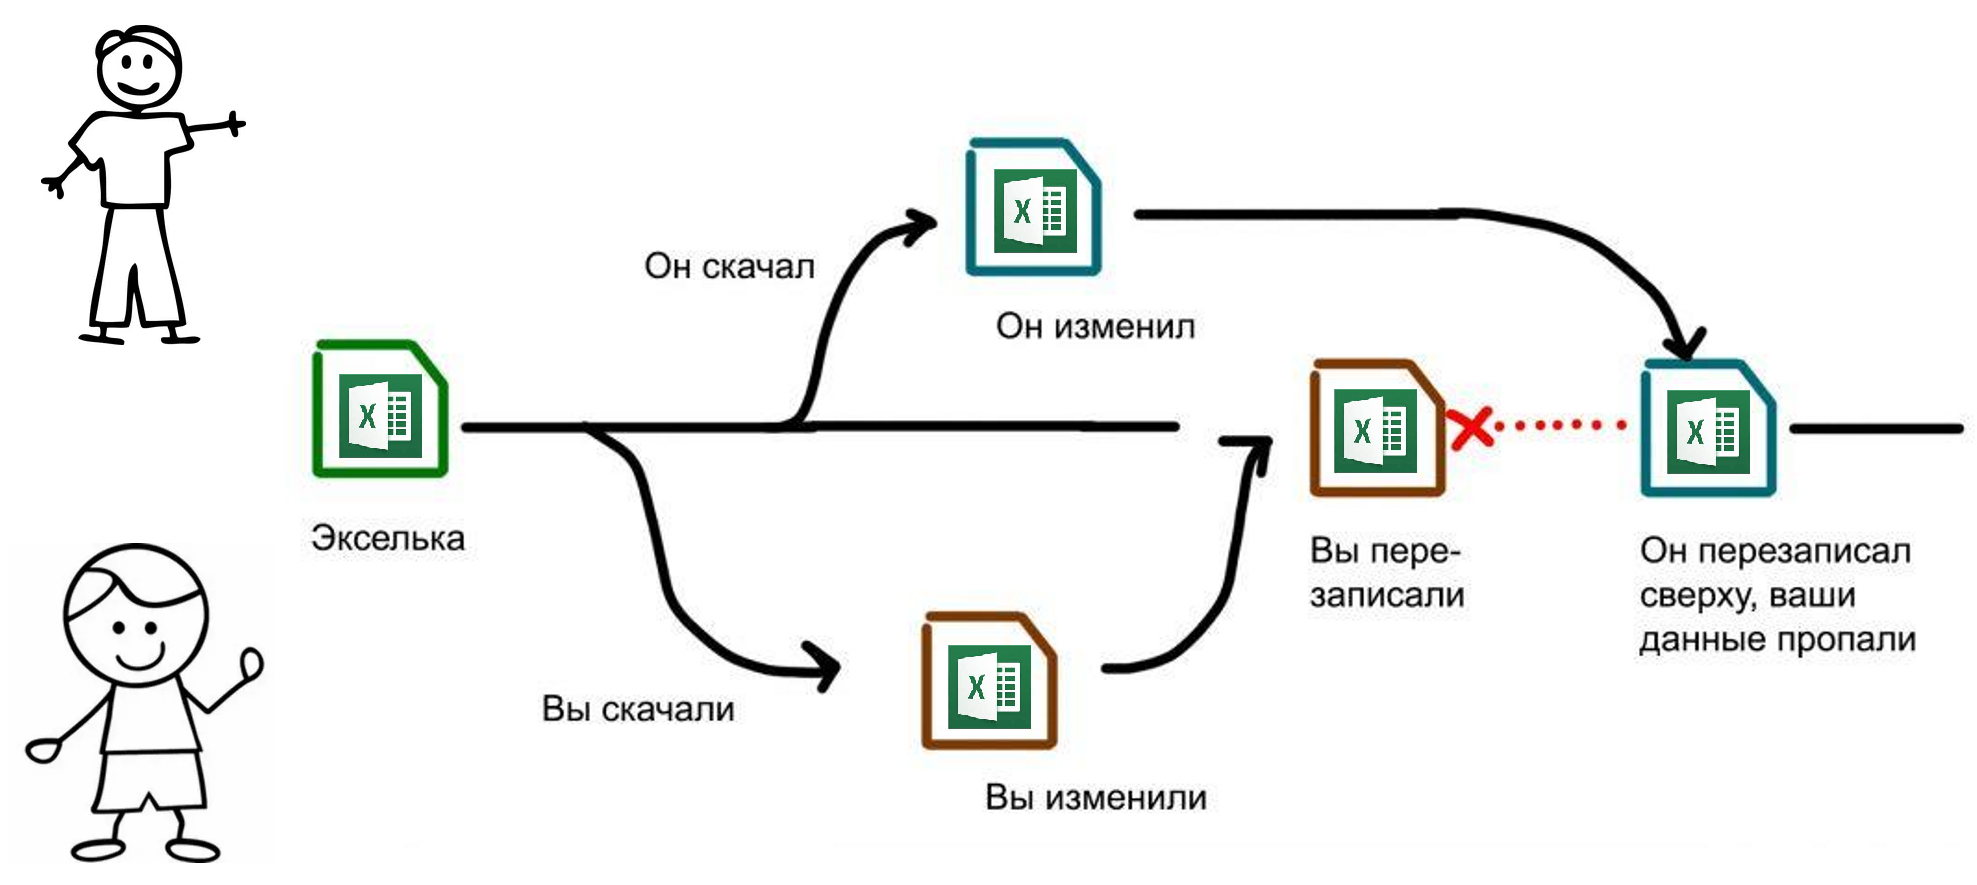 Он скачал
Он изменил
Экселька
Вы скачали
Вы изменили
Вы пере-
записали
Он перезаписал
сверху, ваши
данные пропали
X
X
X
X
X